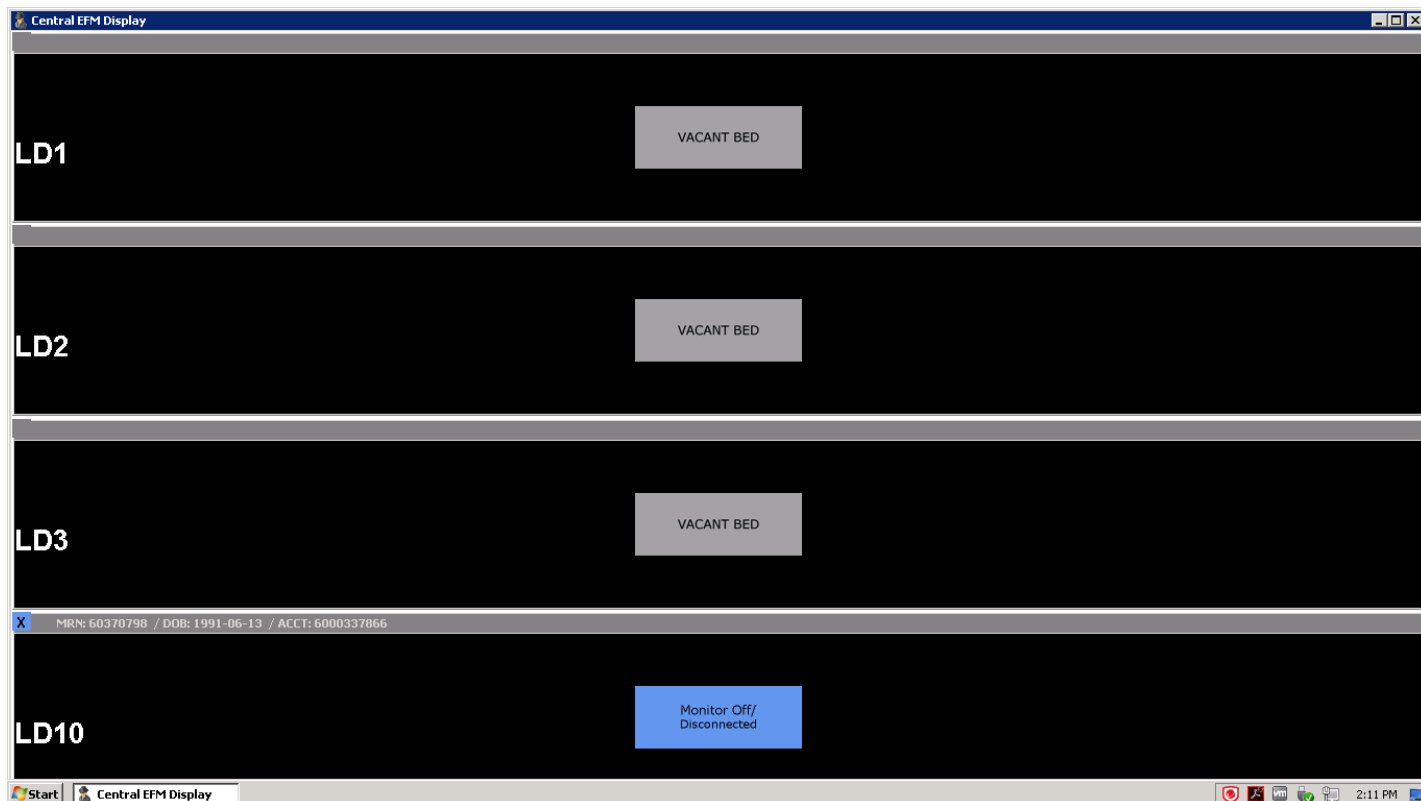 Central EFM Display
VACANT BED
LD1
VACANT BED
LD2
VACANT BED
LD3
X MRN: 60370798 / DOB: 1991-06-13 / ACCT: 6000337866
Monitor Off/
Disconnected
LD10
Start Central EFM Display 2:11 PM